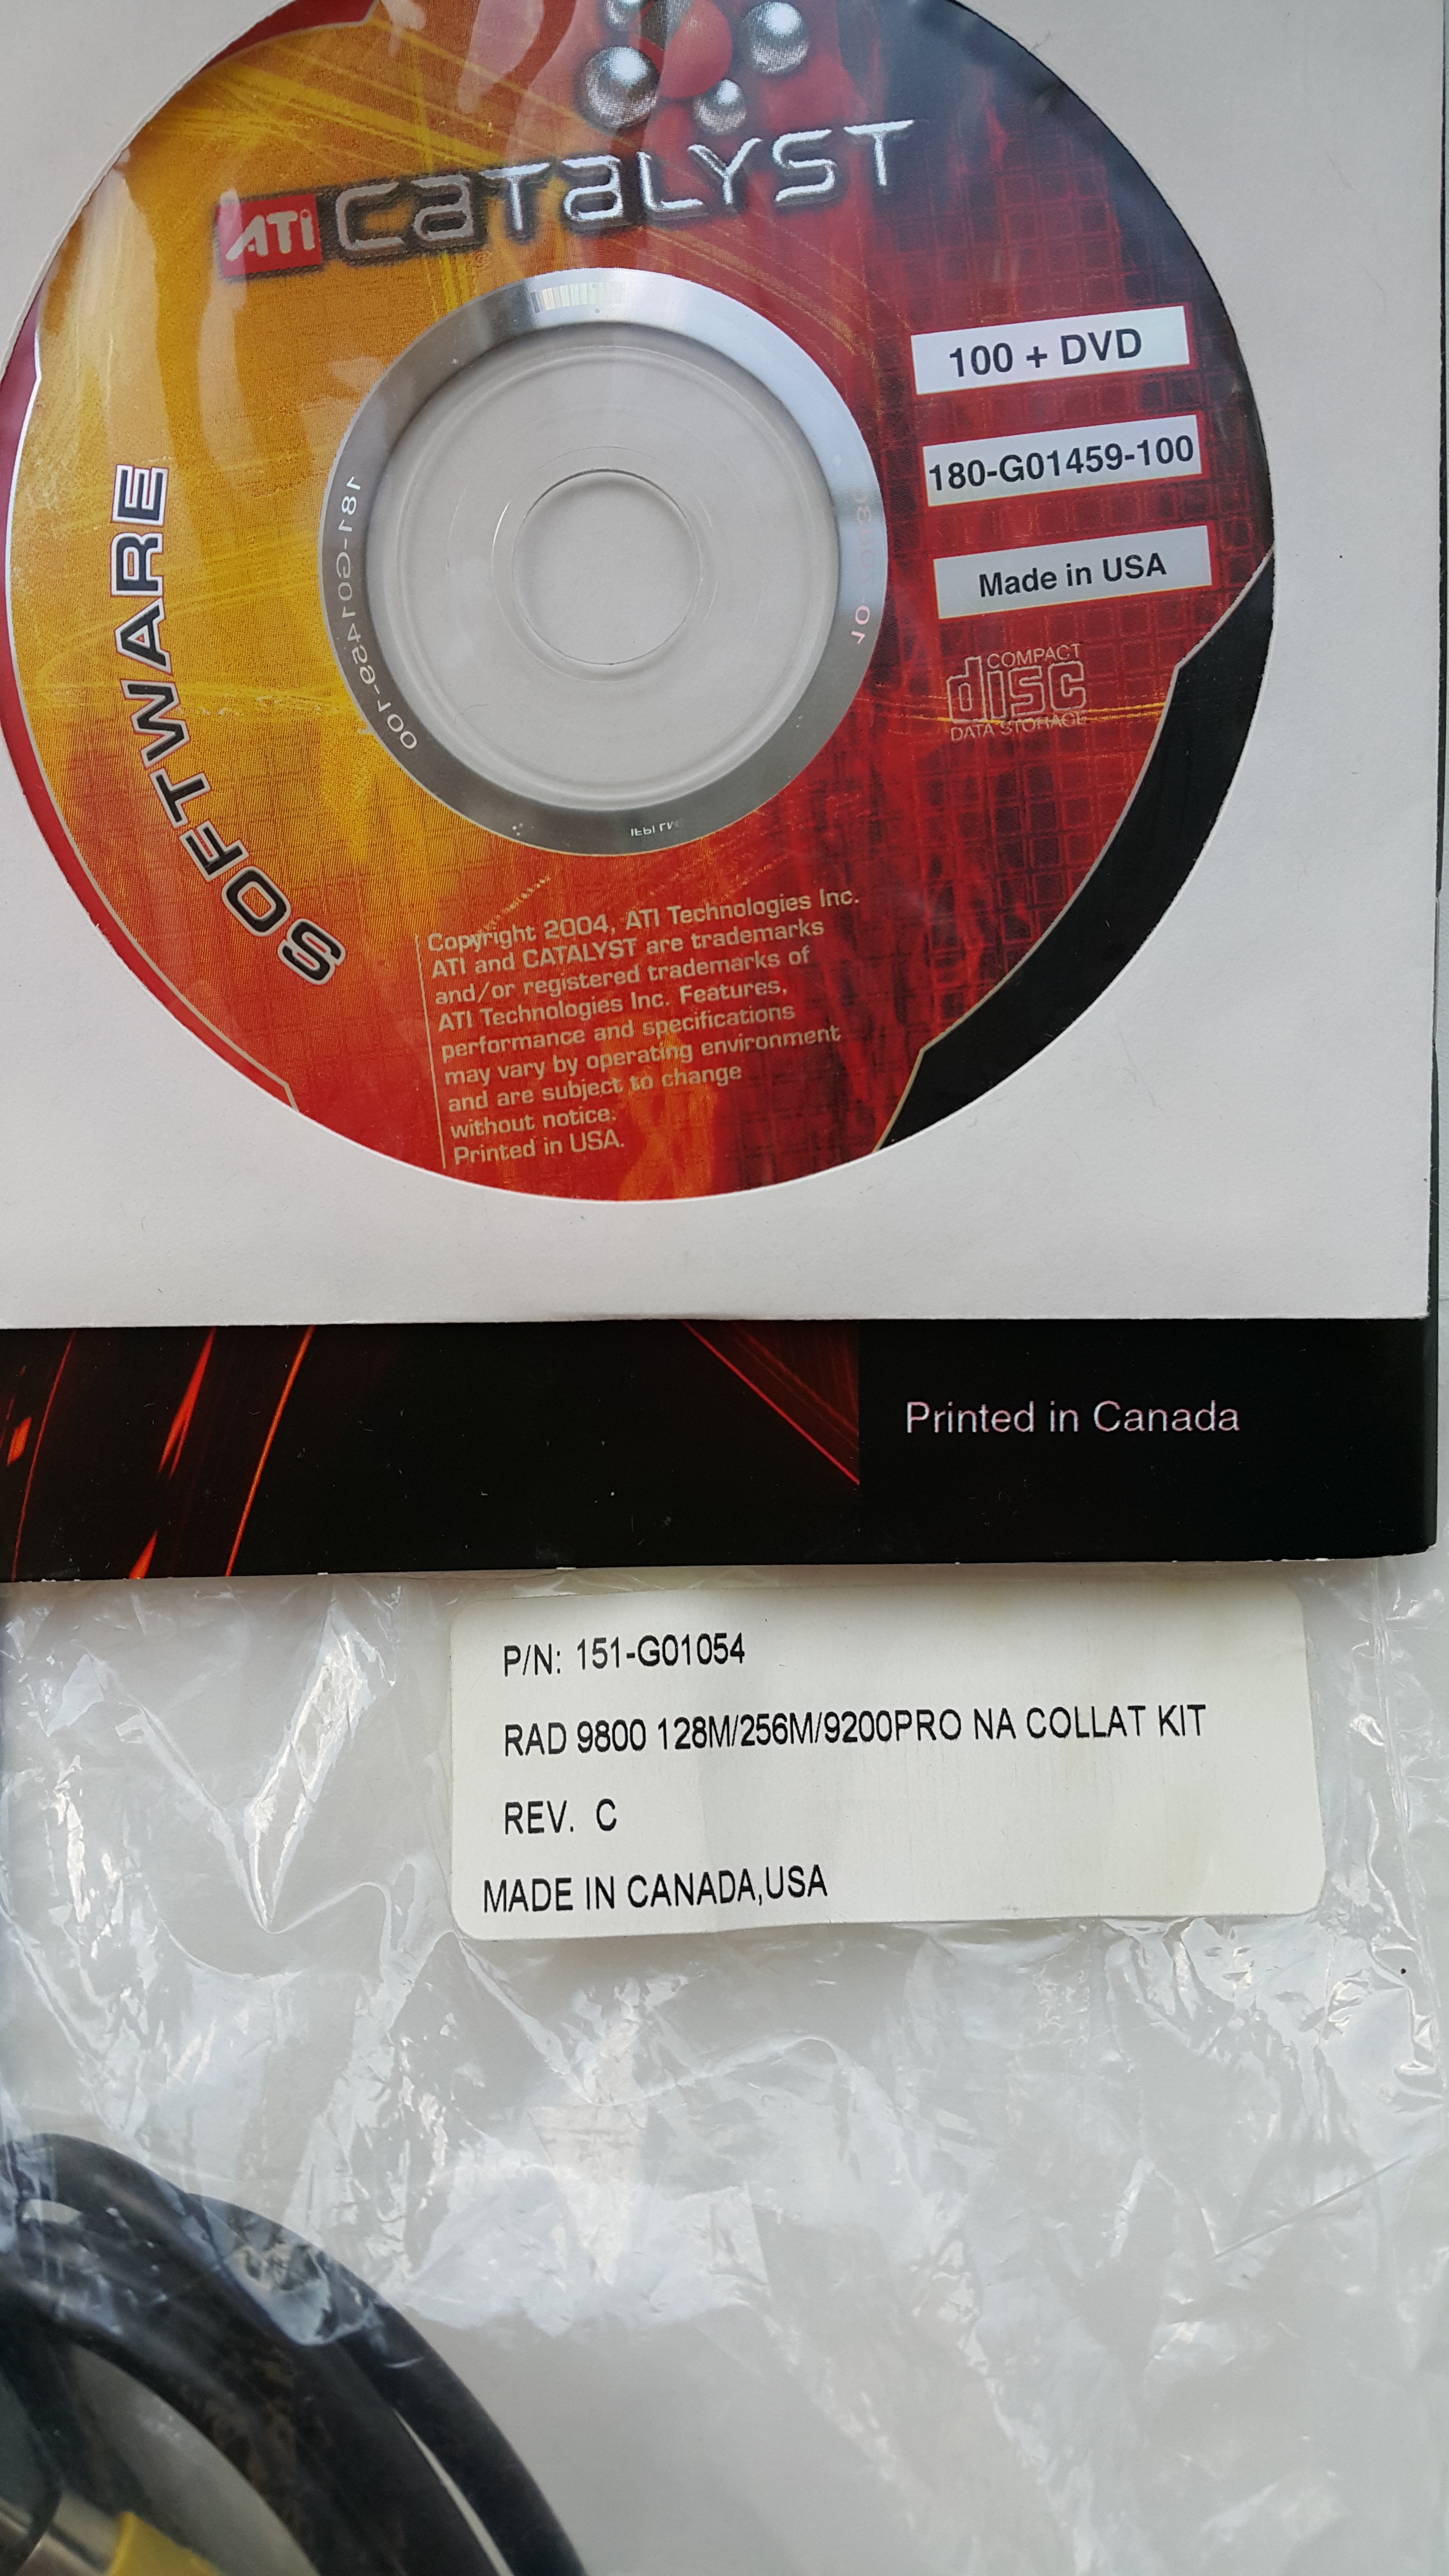 ATI CATALYST
100 + DVD
180-G01459-100
Made in USA
COMPACT
disc
DATA STORAGE
SOFTWARE
181-G01459-100
Copyright 2004, ATI Technologies Inc.
ATI and CATALYST are trademarks
and/or registered trademarks of
ATI Technologies Inc. Features,
performance and specifications
may vary by operating environment
and are subject to change
without notice.
Printed in USA.
Printed in Canada
P/N: 151-G01054
RAD 9800 128M/256M/9200PRO NA COLLAT KIT
REV. C
MADE IN CANADA,USA